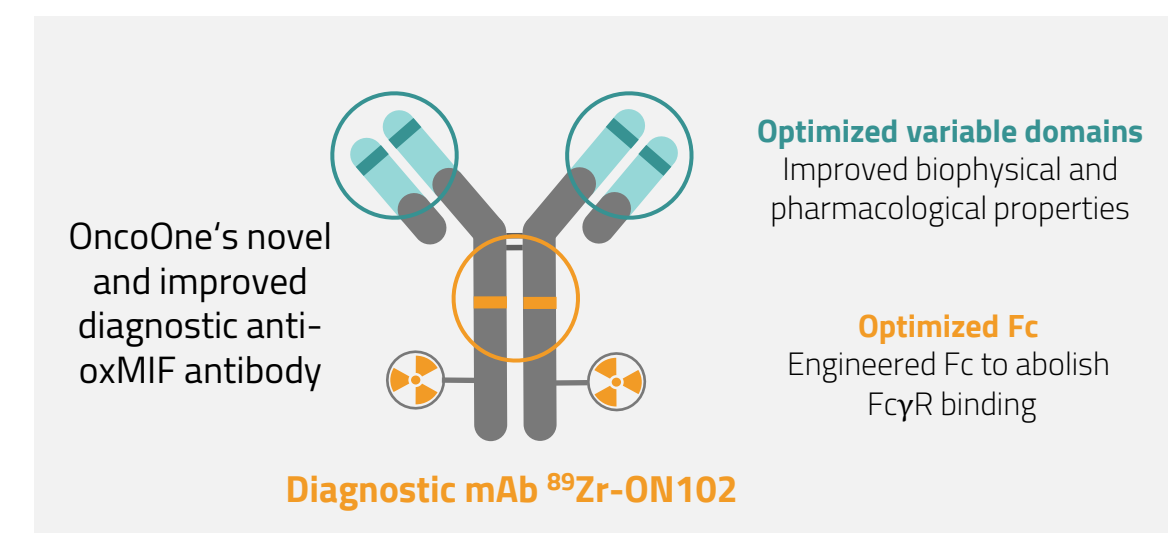 OncoOne‘s novel
and improved
diagnostic anti-
oxMIF antibody
Optimized variable domains
Improved biophysical and
pharmacological properties
Optimized Fc
Engineered Fc to abolish
FcγR binding
Diagnostic mAb ⁸⁹Zr-ON102